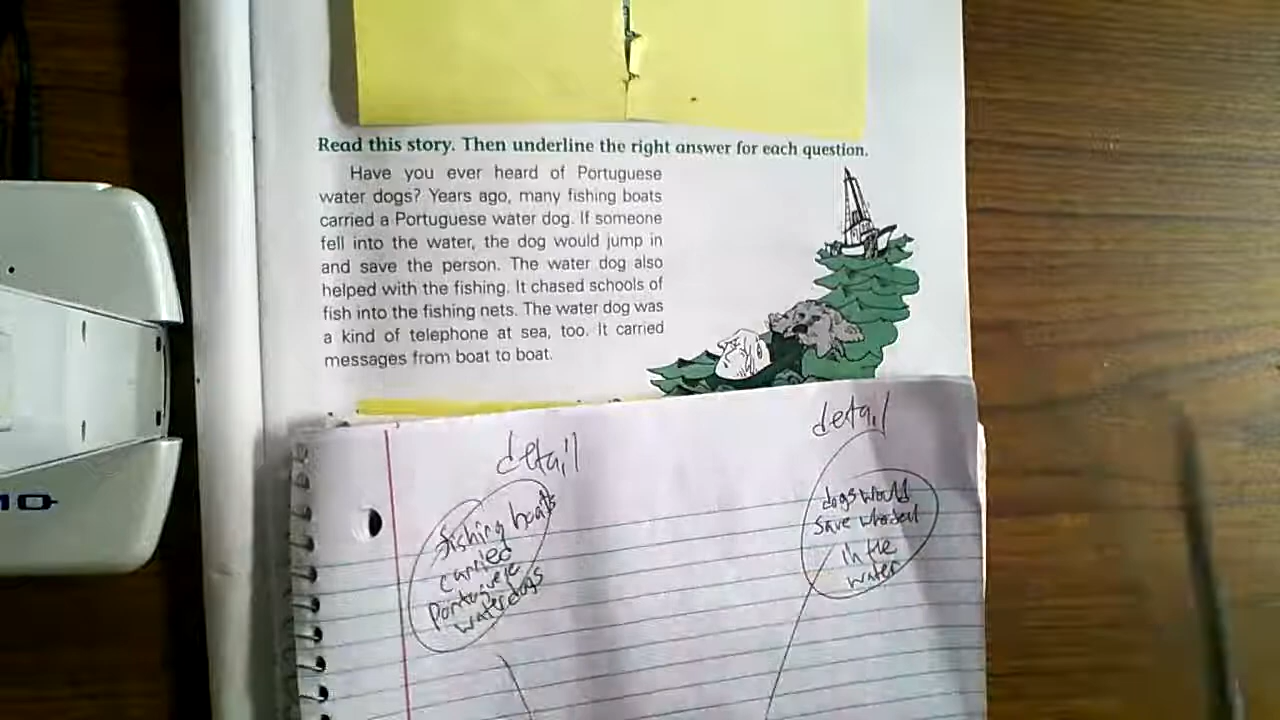 Read this story. Then underline the right answer for each question.
Have you ever heard of Portuguese
water dogs? Years ago, many fishing boats
carried a Portuguese water dog. If someone
fell into the water, the dog would jump in
and save the person. The water dog also
helped with the fishing. It chased schools of
fish into the fishing nets. The water dog was
a kind of telephone at sea, too. It carried
messages from boat to boat.
detail
fishing boats
carried
waterdogs
detail
dogs would
save
in the
water